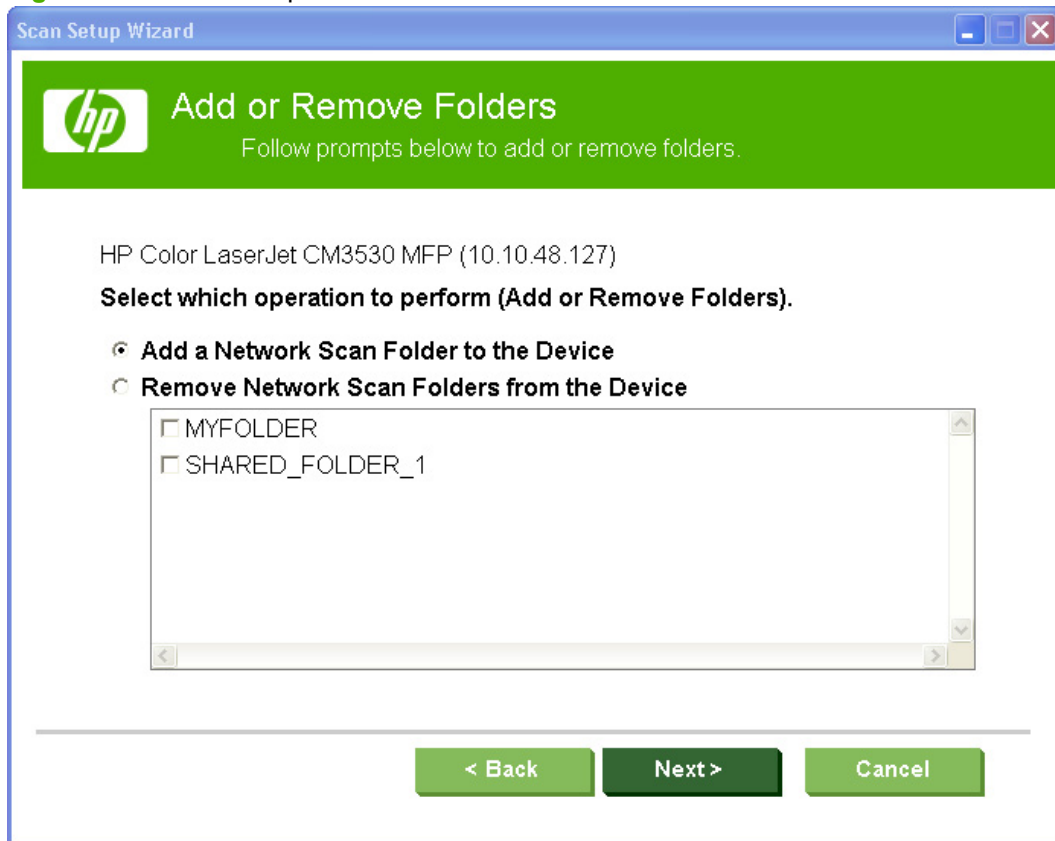 Scan Setup Wizard
hp
Add or Remove Folders
Follow prompts below to add or remove folders.
HP Color LaserJet CM3530 MFP (10.10.48.127)
Select which operation to perform (Add or Remove Folders).
Add a Network Scan Folder to the Device
Remove Network Scan Folders from the Device
MYFOLDER
SHARED_FOLDER_1
< Back
Next >
Cancel